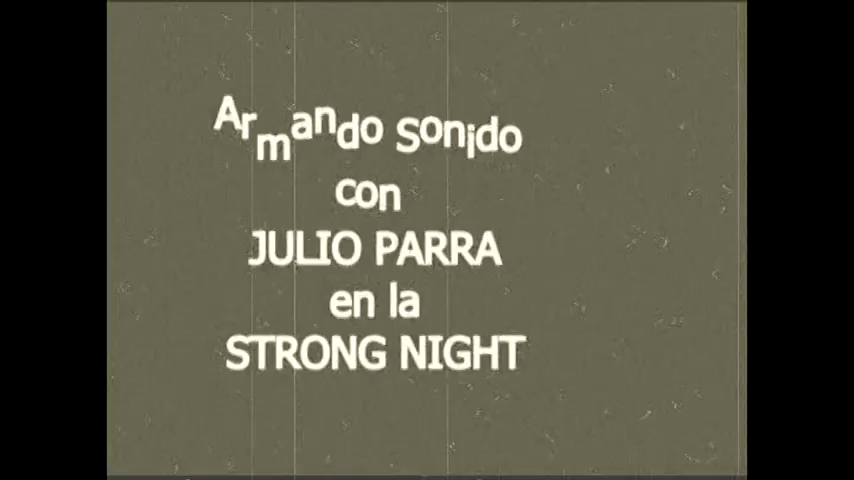 Armando Sonido
con
JULIO PARRA
en la
STRONG NIGHT